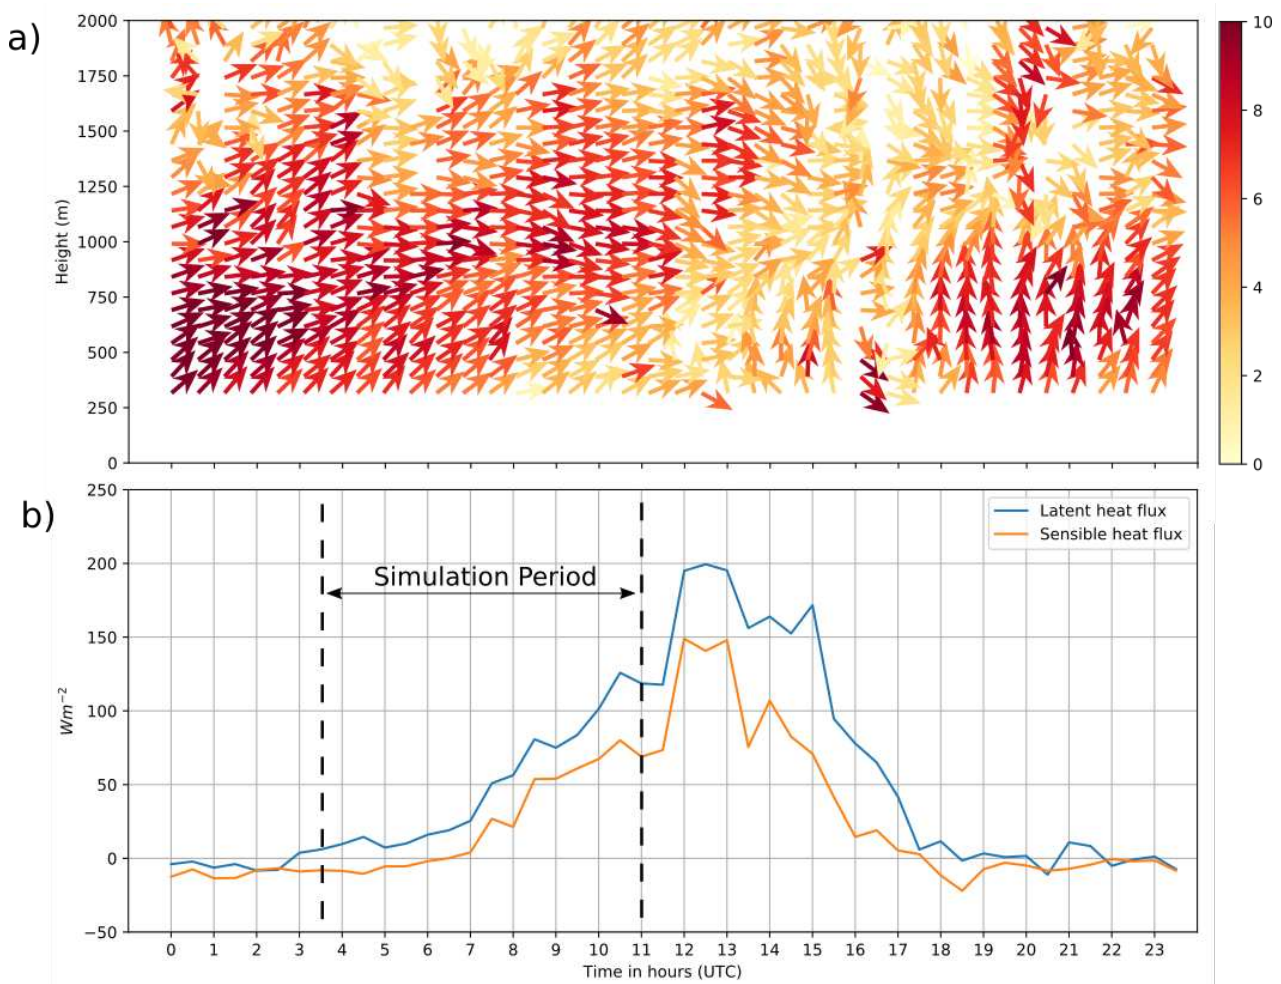 a)
2000
1750
1500
1250
1000
750
500
250
0
Height (m)
10
8
6
4
2
0
b)
250
200
150
100
50
0
−50
Wm⁻²
Latent heat flux
Sensible heat flux
Simulation Period
0 1 2 3 4 5 6 7 8 9 10 11 12 13 14 15 16 17 18 19 20 21 22 23
Time in hours (UTC)